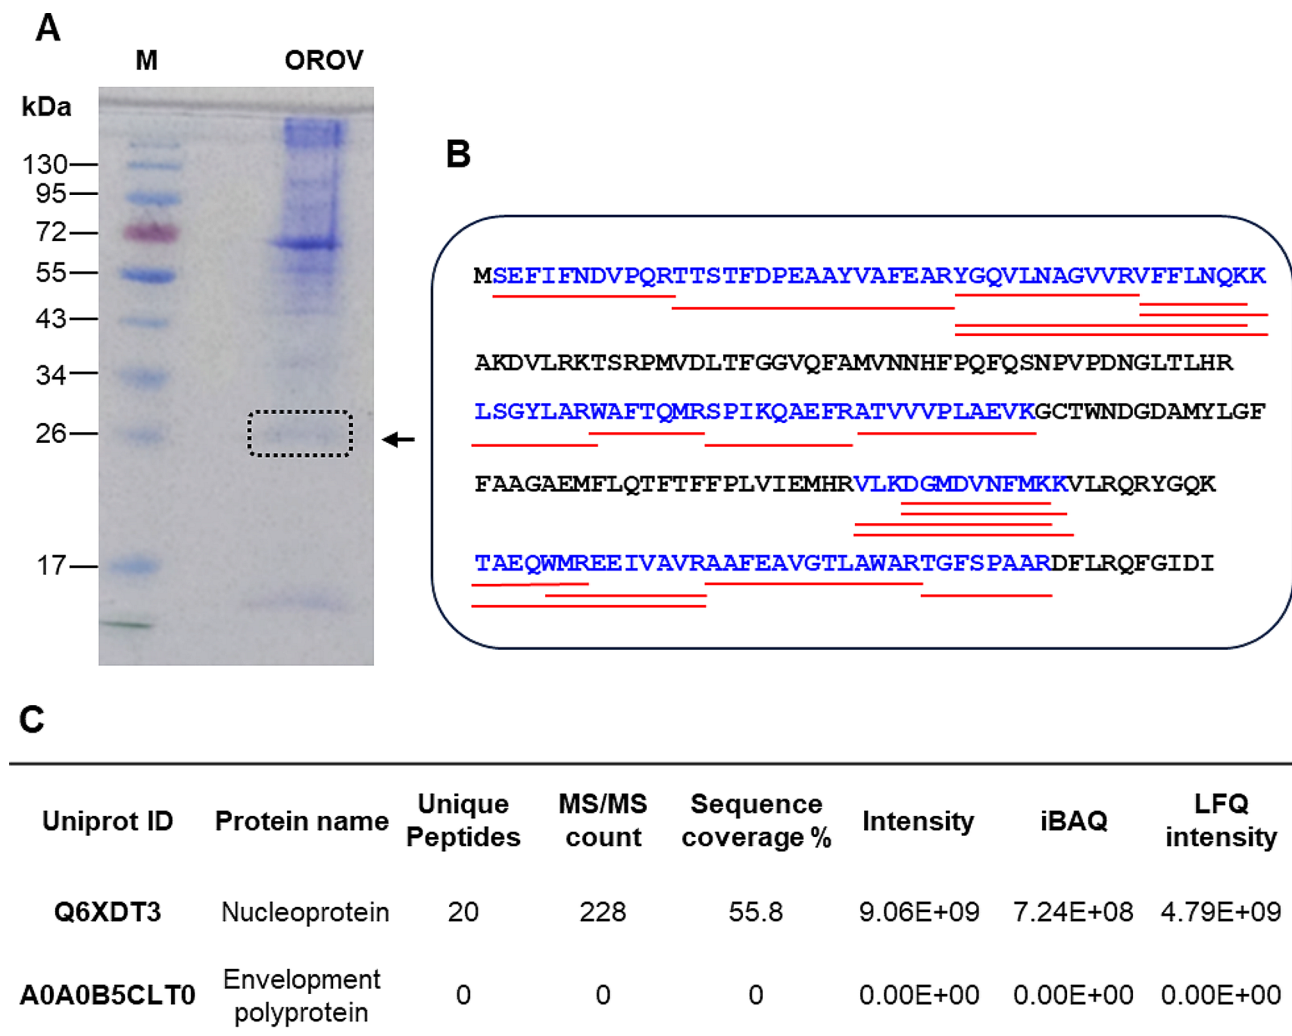 A
M OROV
kDa
130
95
72
55
43
34
26
17
B
MSEFIFNDVPQRTTSTFDPEAAYVAFEARYGQVLNAGVVRVFFLNQKK
AKDVLRKTSRPMVDLTFGGVQFAMVNNHFPQFQSNPVPDNGLTLHR
LSGYLARWAFTQMRSPIKQAEFRATVVVPLAEVKGCTWNDGDAMYLGF
FAAGAEMFLQTFTFFPLVIEMHRVLKDGMDVNFMKKVLRQRYGQK
TAEQWMREEIVAVRAAFEAVGTLAWARTGFSPAARDFLRQFGIDI
C
Uniprot ID Protein name Unique Peptides MS/MS count Sequence coverage % Intensity iBAQ LFQ intensity
Q6XDT3 Nucleoprotein 20 228 55.8 9.06E+09 7.24E+08 4.79E+09
A0A0B5CLT0 Envelopment polyprotein 0 0 0 0.00E+00 0.00E+00 0.00E+00